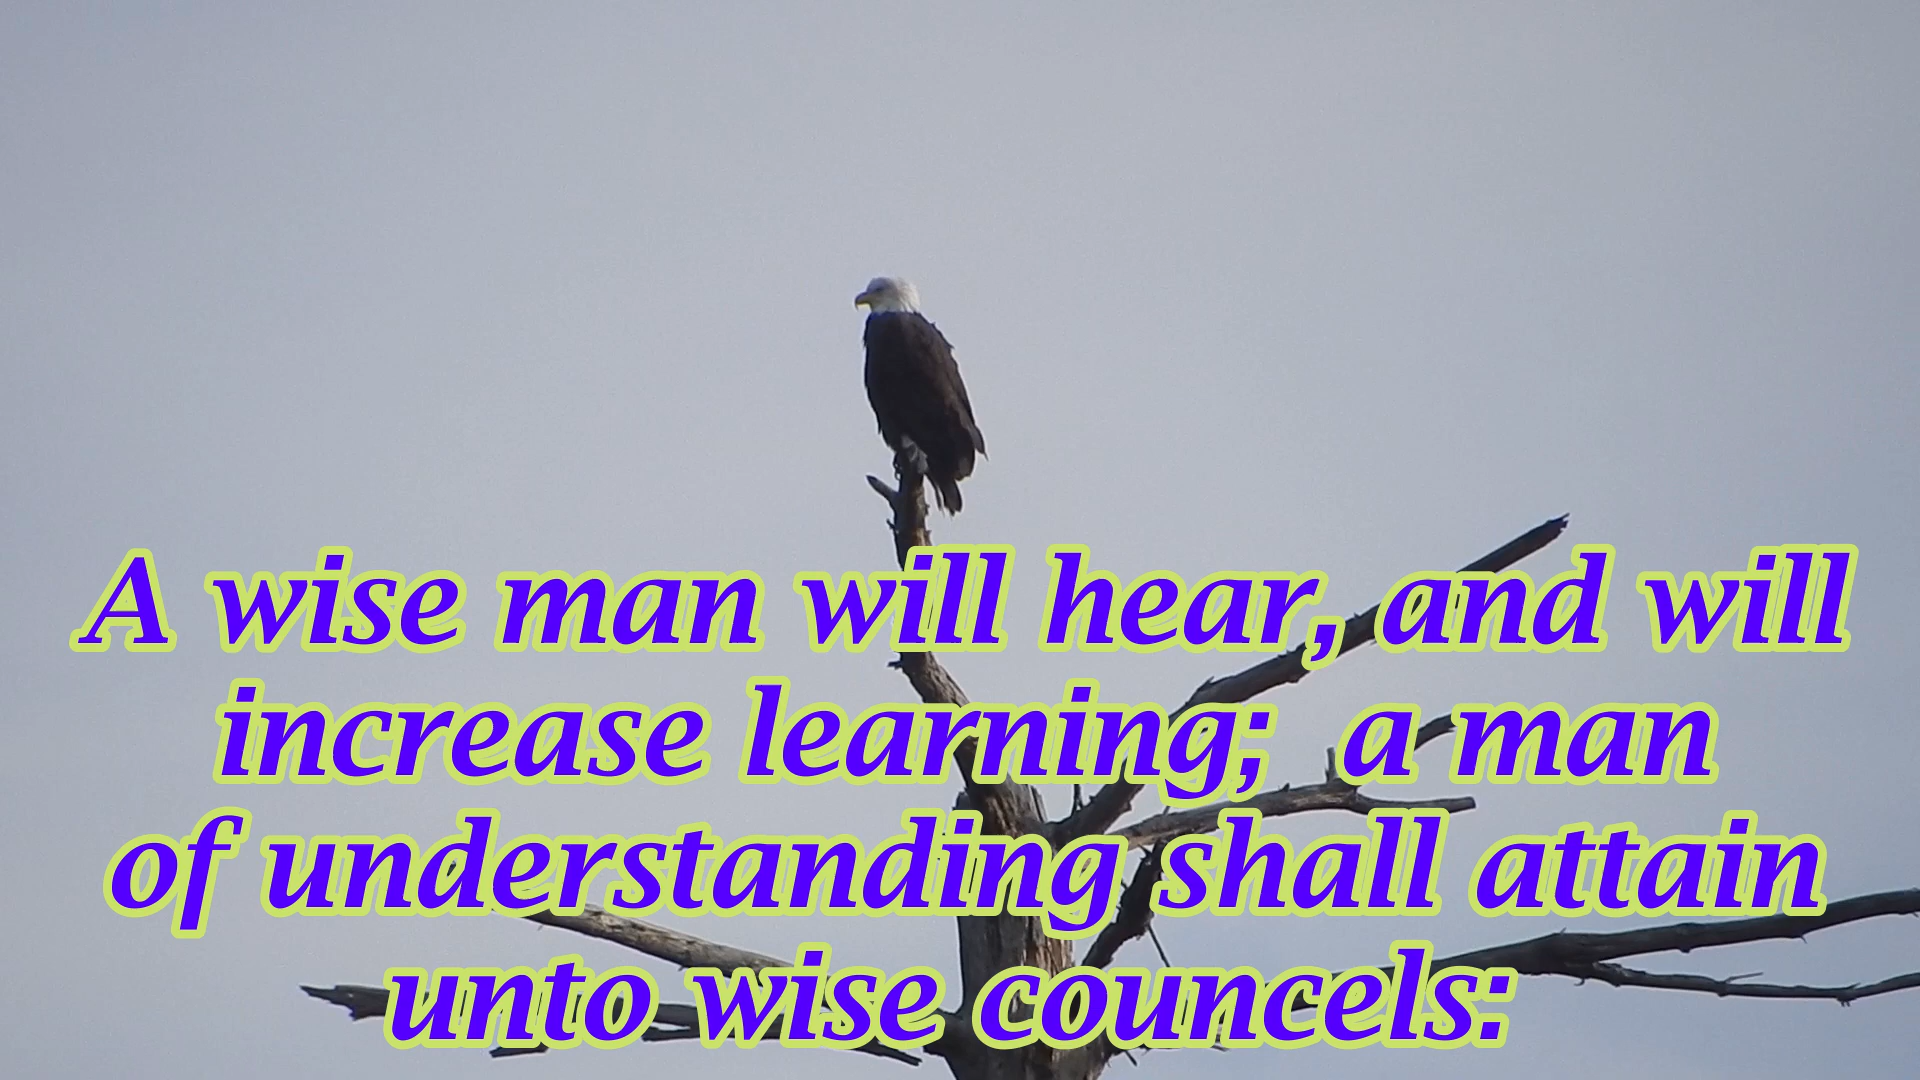 A wise man will hear, and will
increase learning;  a man
of understanding shall attain
unto wise councels: